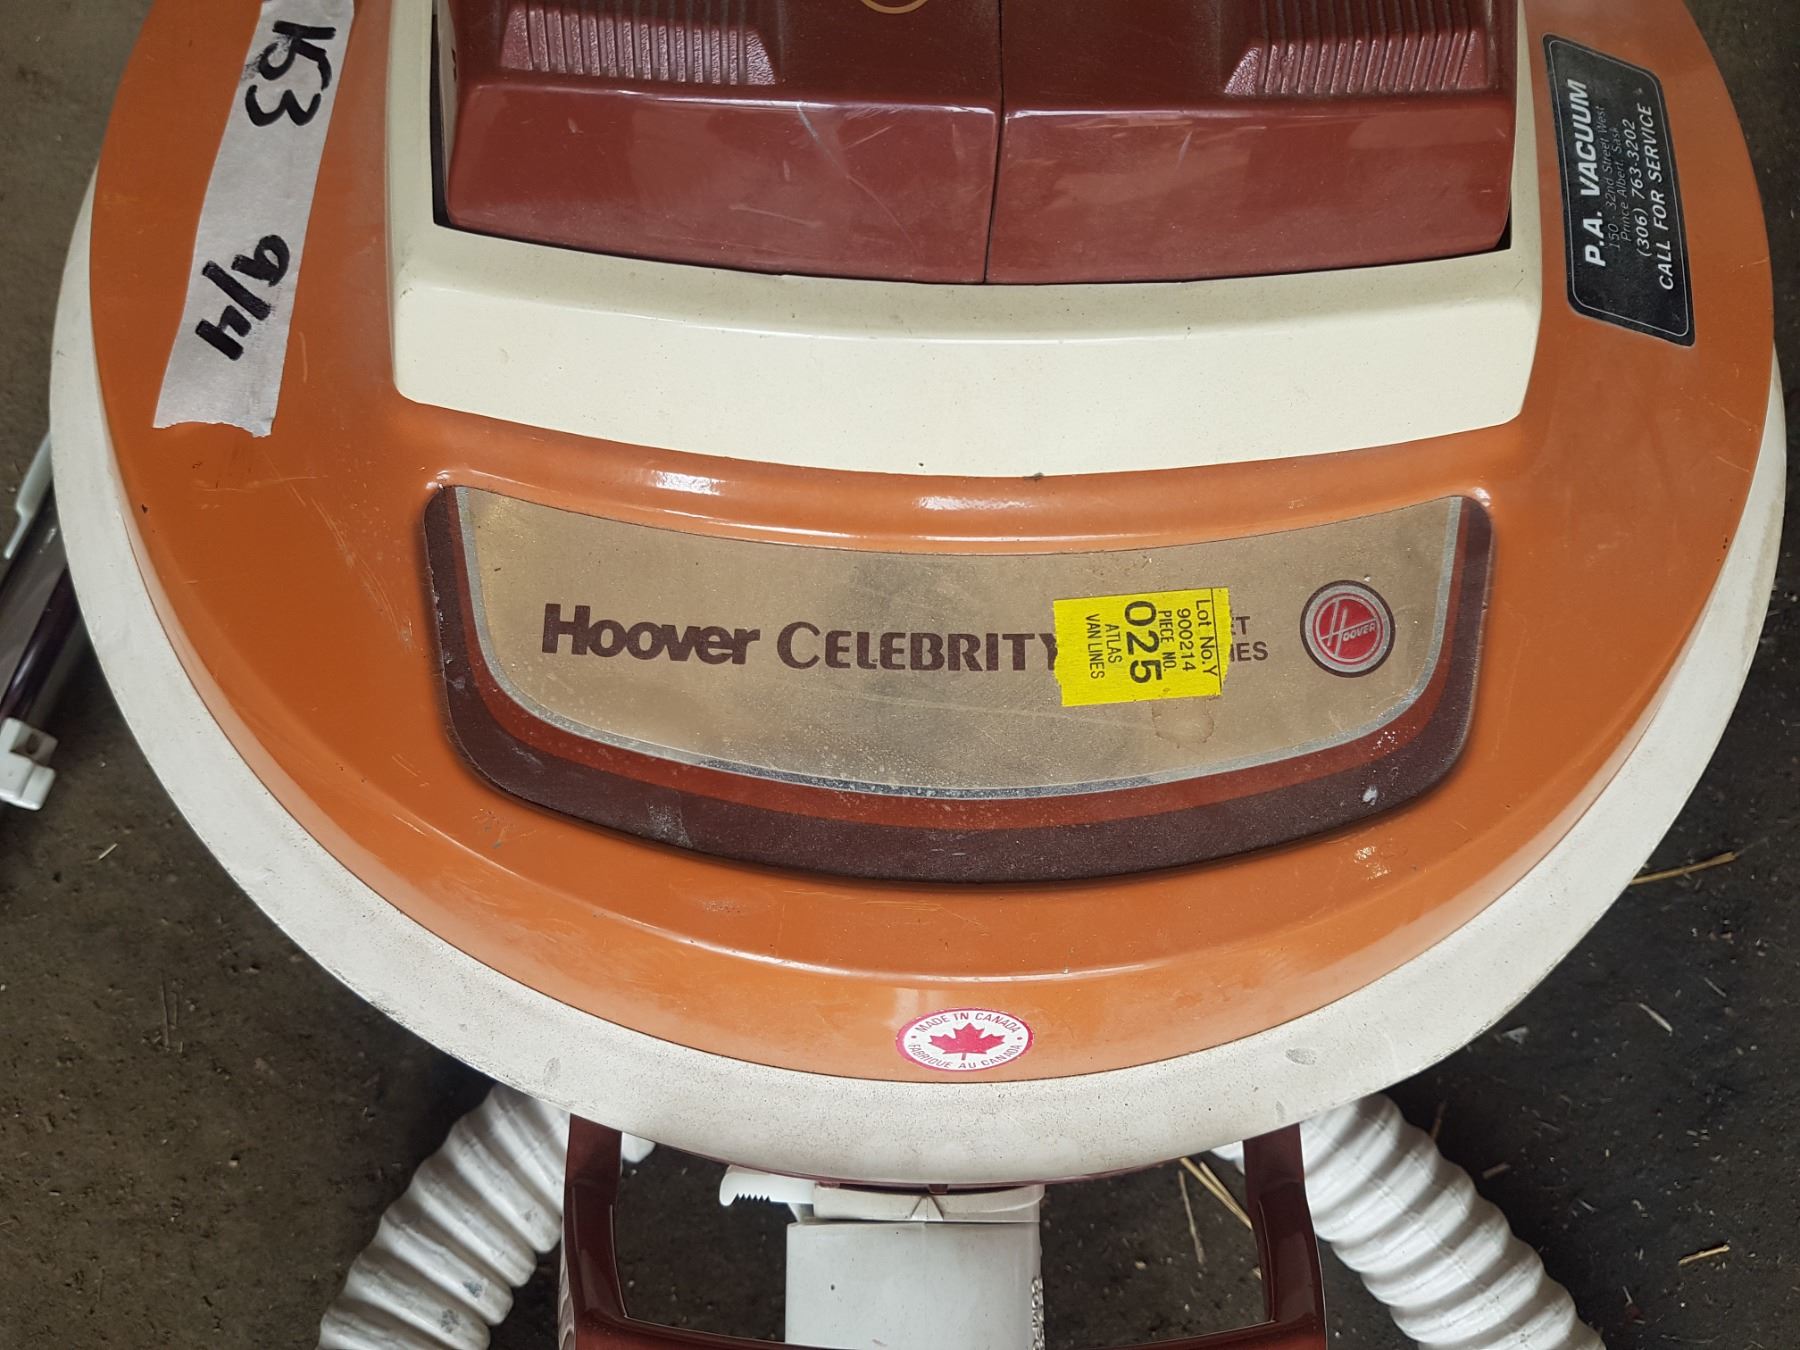 K53
9/4
P.A. VACUUM
150 - 32nd Street West
Prince Albert, Sask.
(306) 763-3202
CALL FOR SERVICE
Hoover CELEBRITY
Lot No.Y
900214
PIECE NO.
025
ATLAS
VAN LINES
HOOVER
MADE IN CANADA
FABRIQUÉ AU CANADA